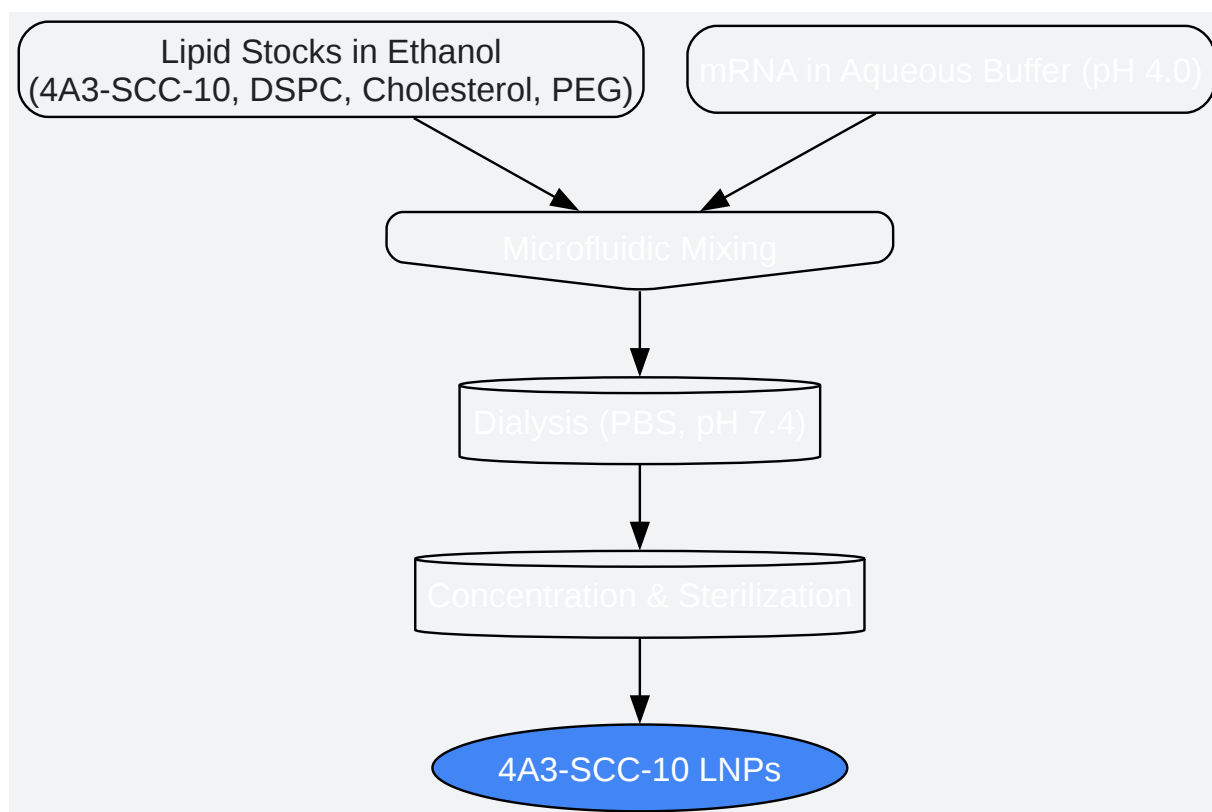 Lipid Stocks in Ethanol
(4A3-SCC-10, DSPC, Cholesterol, PEG)
mRNA in Aqueous Buffer (pH 4.0)
Microfluidic Mixing
Dialysis (PBS, pH 7.4)
Concentration & Sterilization
4A3-SCC-10 LNPs